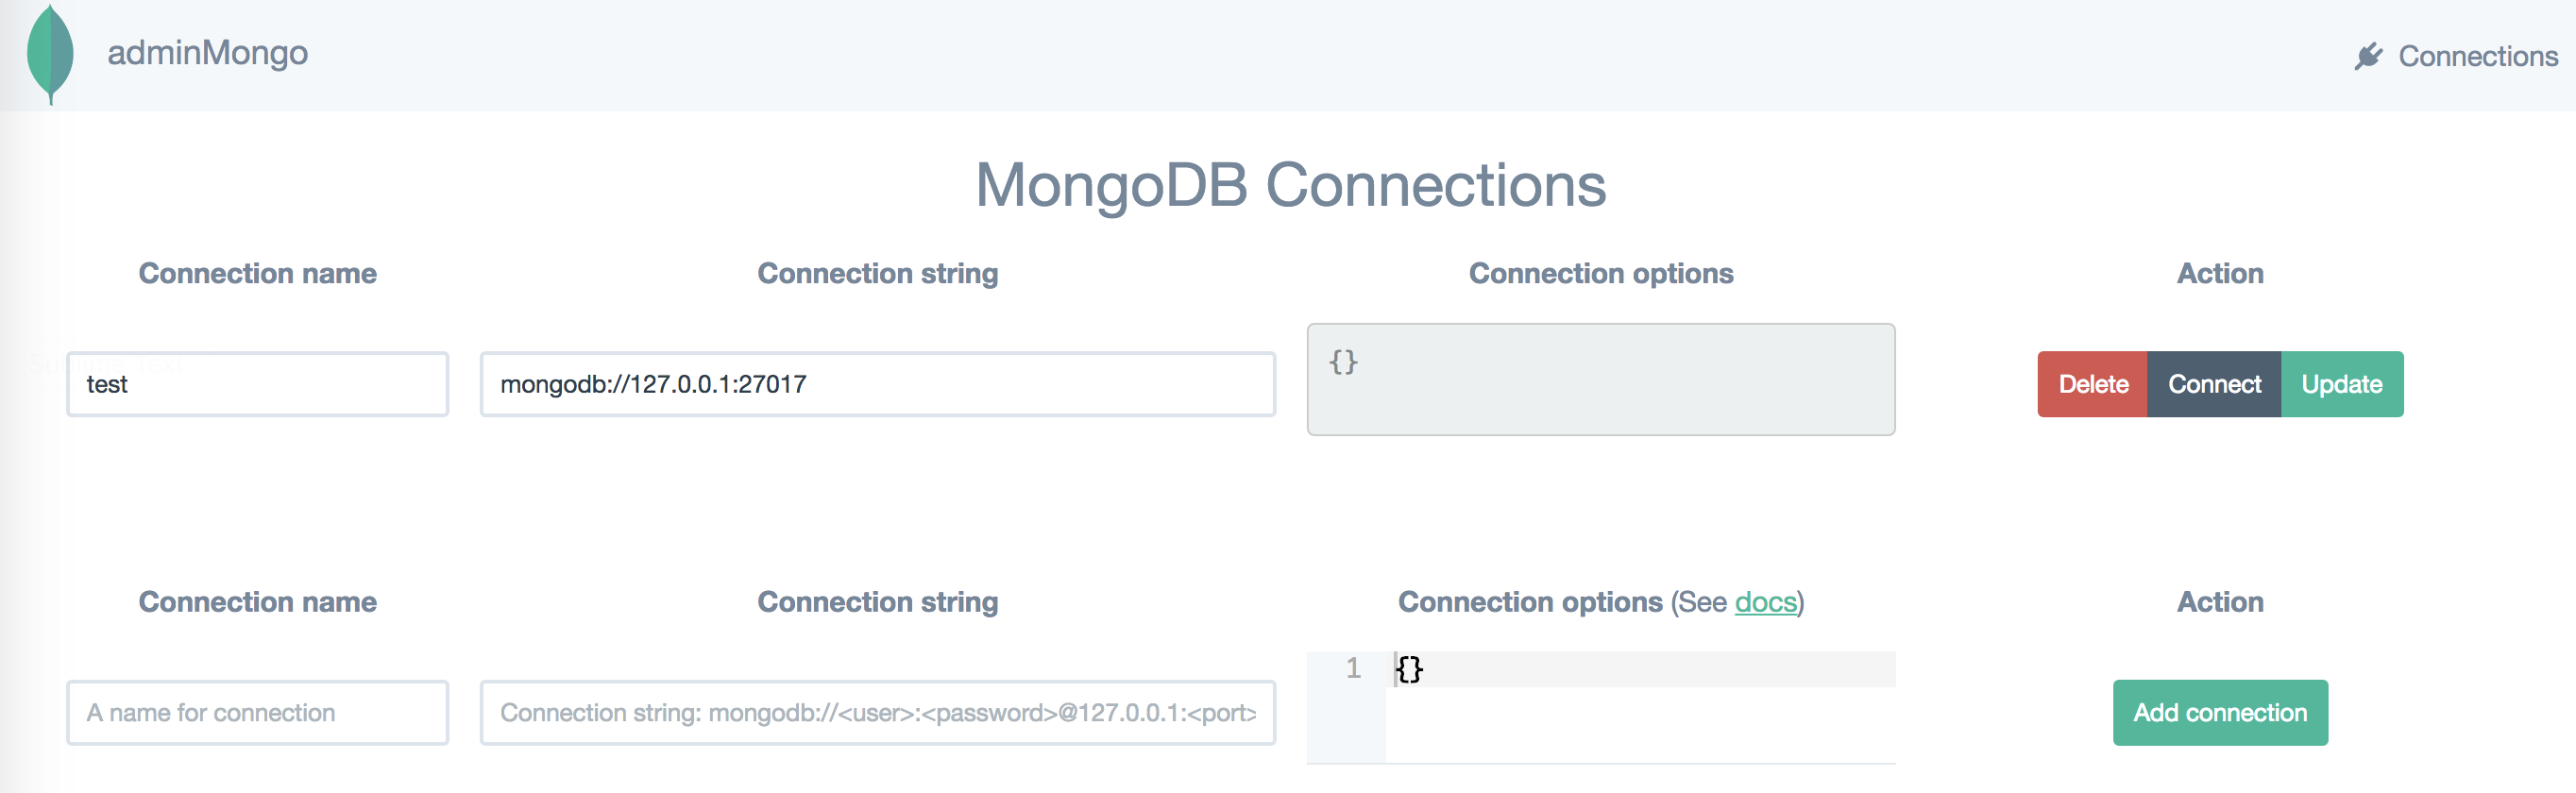 adminMongo
Connections
MongoDB Connections
Connection name Connection string Connection options Action
test mongodb://127.0.0.1:27017 {} Delete Connect Update
Connection name Connection string Connection options (See docs) Action
1 {}
A name for connection Connection string: mongodb://<user>:<password>@127.0.0.1:<port> Add connection